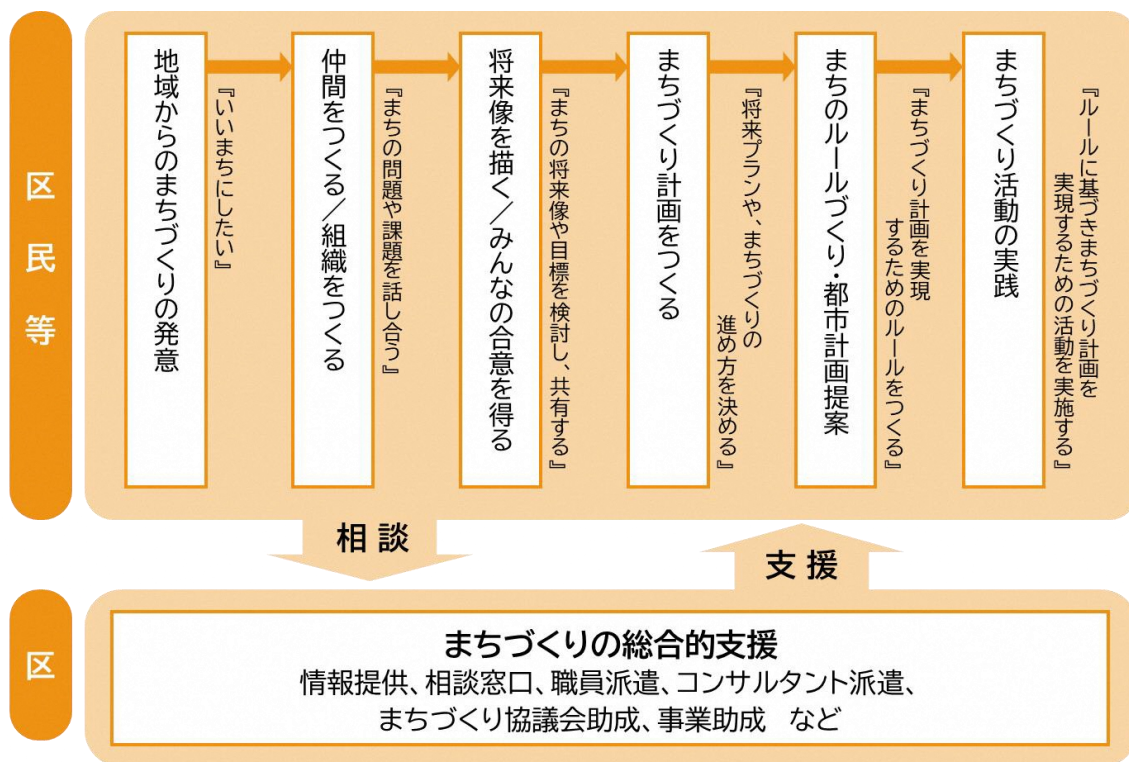 区民等
地域からのまちづくりの発意
『いいまちにしたい』
仲間をつくる／組織をつくる
『まちの問題や課題を話し合う』
将来像を描く／みんなの合意を得る
『まちの将来像や目標を検討し、共有する』
まちづくり計画をつくる
『将来プランや、まちづくりの
進め方を決める』
まちのルールづくり・都市計画提案
『まちづくり計画を実現
するためのルールをつくる』
まちづくり活動の実践
『ルールに基づきまちづくり計画を
実現するための活動を実施する』
相談
支援
区
まちづくりの総合的支援
情報提供、相談窓口、職員派遣、コンサルタント派遣、
まちづくり協議会助成、事業助成　など